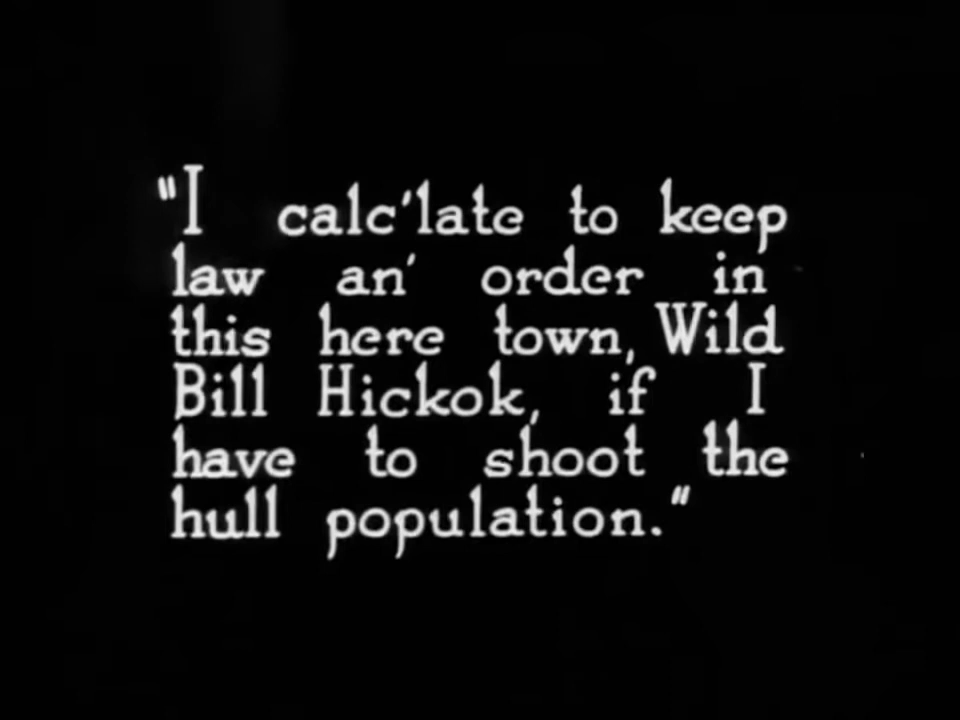 "I calc'late to keep
law an' order in
this here town, Wild
Bill Hickok, if I
have to shoot the
hull population."